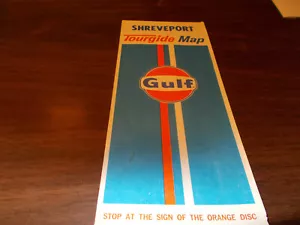 SHREVEPORT
Tourgide Map
Gulf
STOP AT THE SIGN OF THE ORANGE DISC